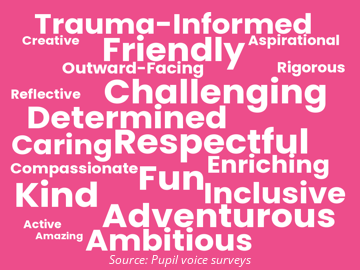 Trauma-Informed
Creative
Friendly
Aspirational
Outward-Facing
Rigorous
Reflective
Challenging
Determined
Caring
Respectful
Compassionate
Fun
Enriching
Kind
Inclusive
Adventurous
Active
Amazing
Ambitious
Source: Pupil voice surveys